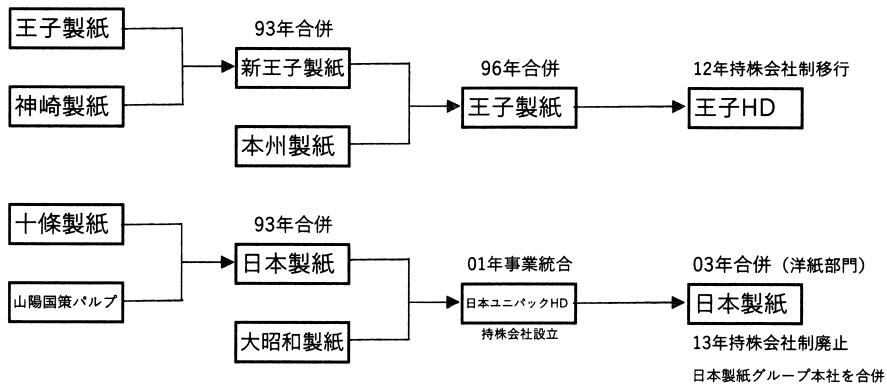 王子製紙
神崎製紙
93年合併
新王子製紙
本州製紙
96年合併
王子製紙
12年持株会社制移行
王子HD
十條製紙
山陽国策パルプ
93年合併
日本製紙
大昭和製紙
01年事業統合
日本ユニパックHD
持株会社設立
03年合併（洋紙部門）
日本製紙
13年持株会社制廃止
日本製紙グループ本社を合併